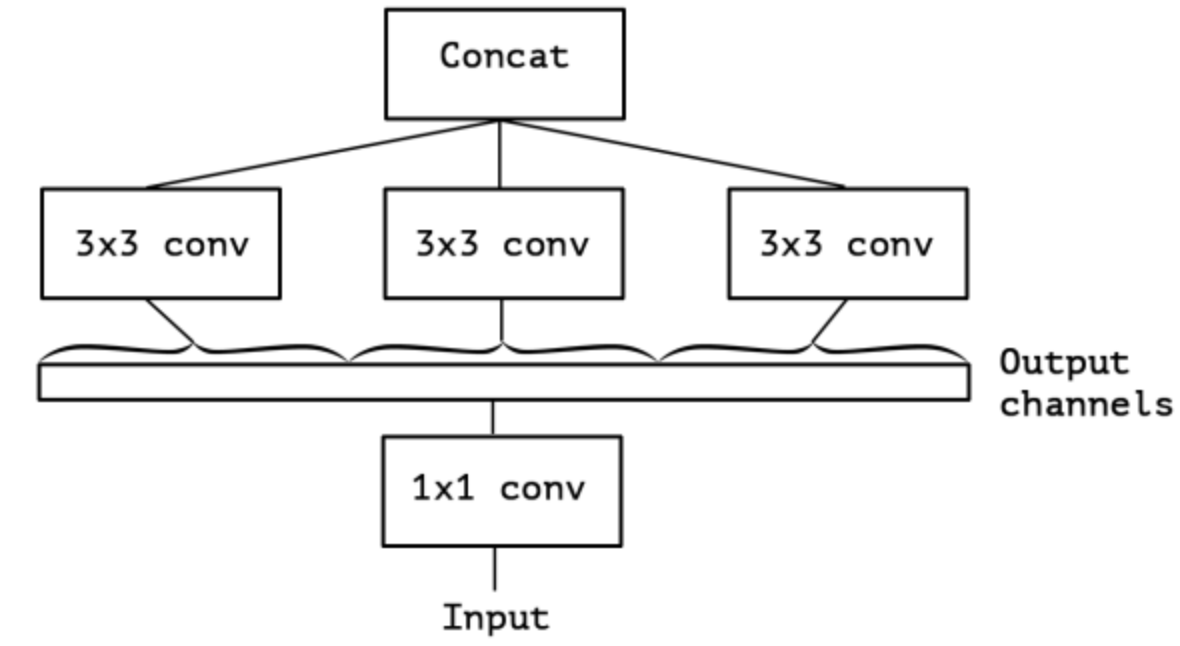 Concat
3x3 conv
3x3 conv
3x3 conv
Output
channels
1x1 conv
Input